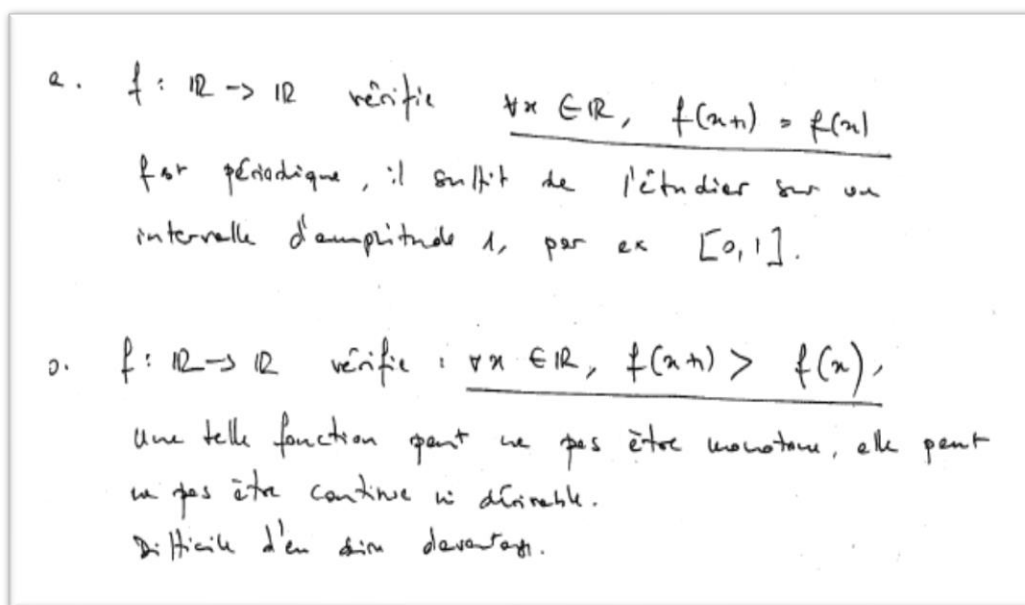 a. f : ℝ -> ℝ vérifie ∀x ∈ ℝ, f(x+1) = f(x)
f est périodique, il suffit de l'étudier sur un
intervalle d'amplitude 1, par ex [0,1].
o. f : ℝ -> ℝ vérifie : ∀x ∈ ℝ, f(x+1) > f(x),
Une telle fonction peut ne pas être monotone, elle peut
ne pas être continue ni dérivable.
Difficile d'en dire davantage.